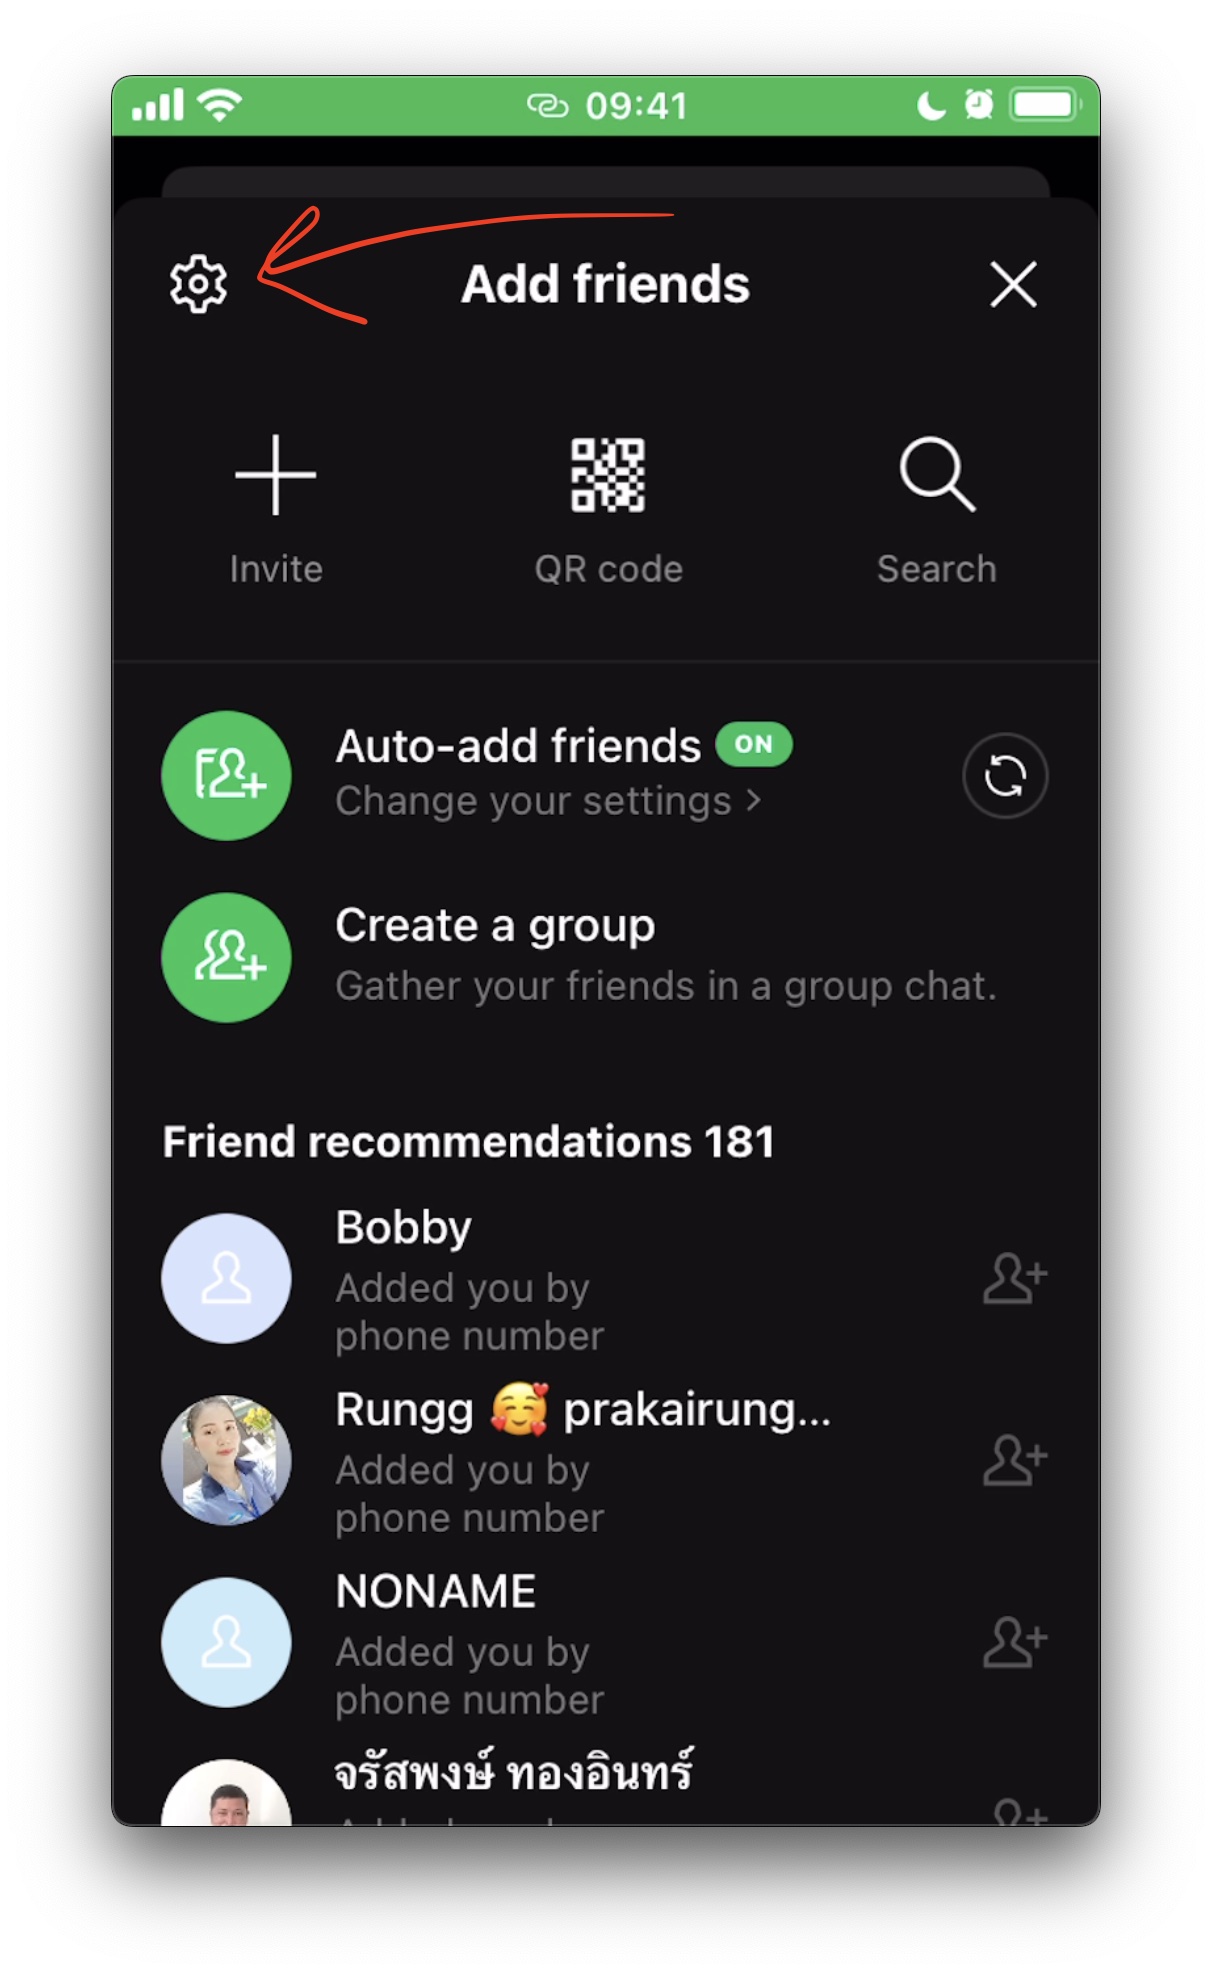 09:41
Add friends
Invite
QR code
Search
Auto-add friends ON
Change your settings >
Create a group
Gather your friends in a group chat.
Friend recommendations 181
Bobby
Added you by
phone number
Rungg 🥰 prakairung...
Added you by
phone number
NONAME
Added you by
phone number
จรัสพงษ์ ทองอินทร์